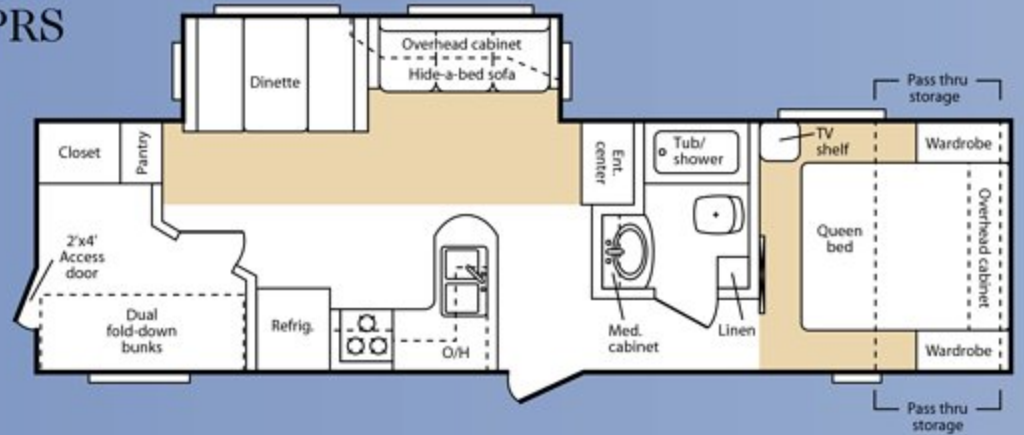 PRS
Overhead cabinet
Hide-a-bed sofa
Dinette
Pass thru
storage
Closet
Pantry
Ent.
center
Tub/
shower
TV
shelf
Wardrobe
2'x4'
Access
door
Queen
bed
Overhead cabinet
Dual
fold-down
bunks
Refrig.
O/H
Med.
cabinet
Linen
Wardrobe
Pass thru
storage